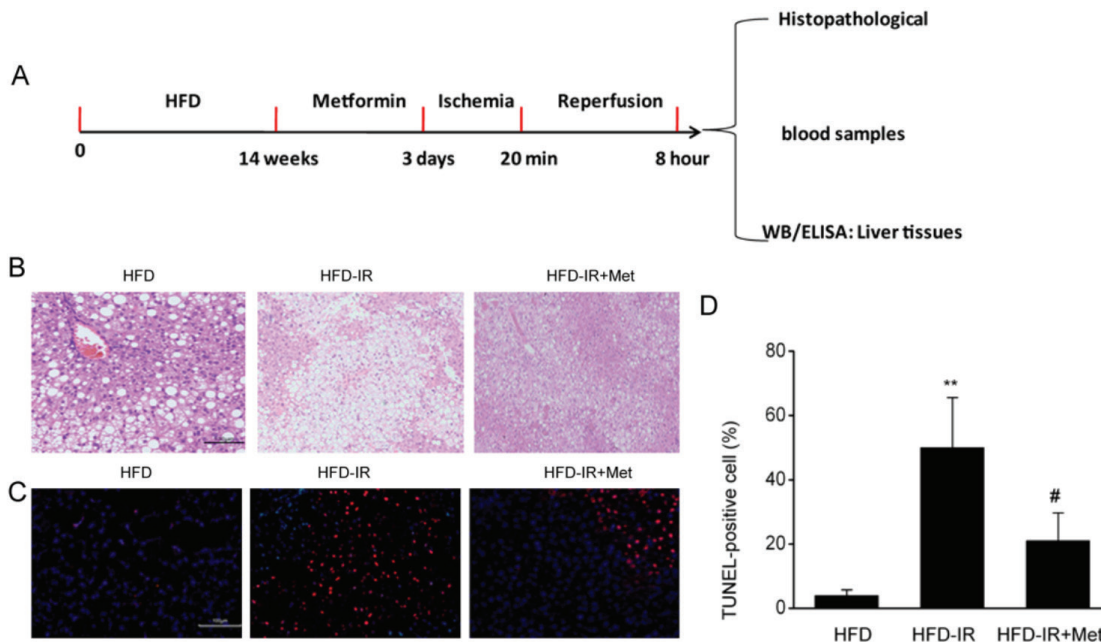 A
HFD
Metformin
Ischemia
Reperfusion
0
14 weeks
3 days
20 min
8 hour
Histopathological
blood samples
WB/ELISA: Liver tissues
B
HFD
HFD-IR
HFD-IR+Met
C
HFD
HFD-IR
HFD-IR+Met
100μm
D
TUNEL-positive cell (%)
80
60
40
20
0
**
#
HFD
HFD-IR
HFD-IR+Met